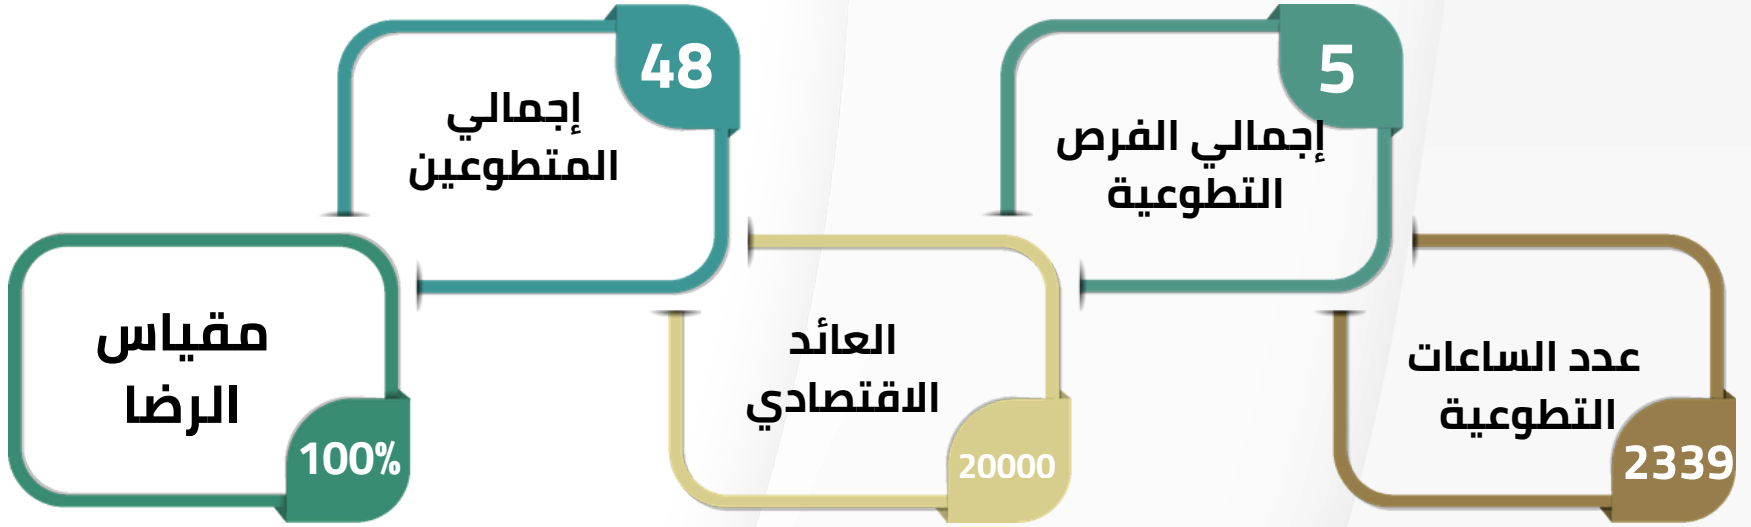 2339
عدد الساعات
التطوعية
5
إجمالي الفرص
التطوعية
20000
العائد
الاقتصادي
48
إجمالي
المتطوعين
100%
مقياس
الرضا